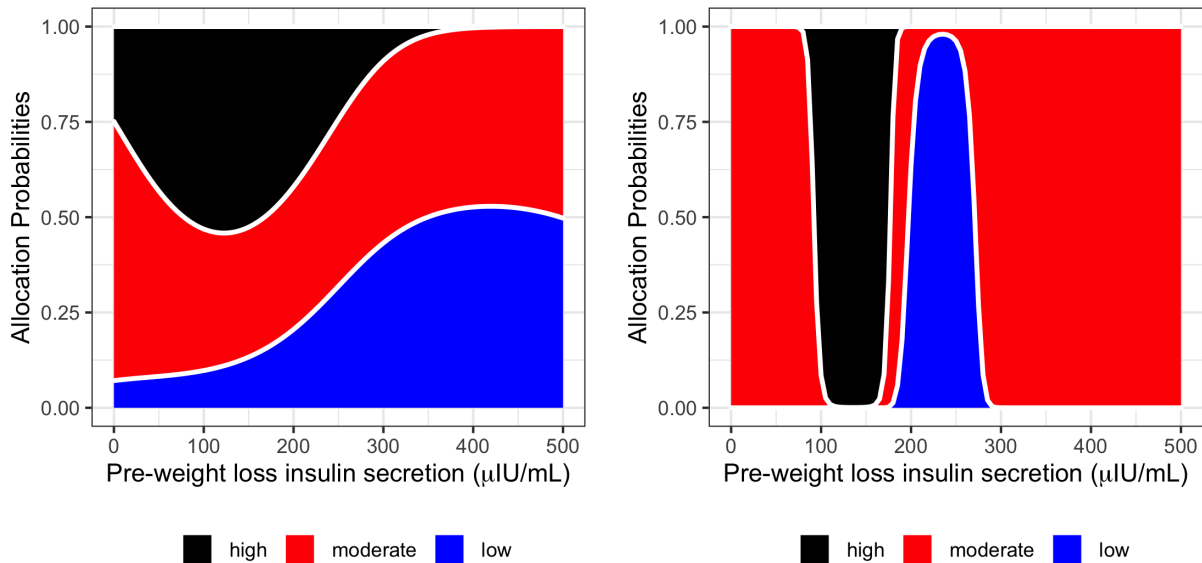 Allocation Probabilities
1.00
0.75
0.50
0.25
0.00
0 100 200 300 400 500
Pre-weight loss insulin secretion (μIU/mL)
high moderate low
Allocation Probabilities
1.00
0.75
0.50
0.25
0.00
0 100 200 300 400 500
Pre-weight loss insulin secretion (μIU/mL)
high moderate low